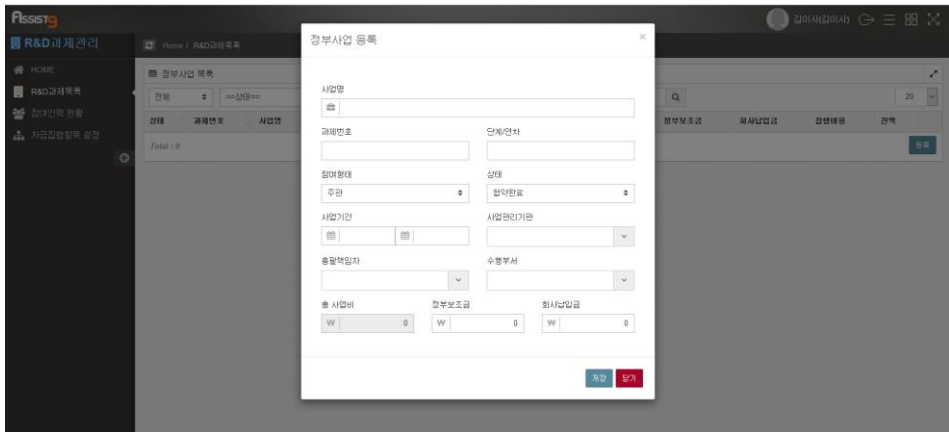 Assist9
김이사(김이사)
R&D과제관리
Home / R&D과제목록
HOME
R&D과제목록
참여인력 현황
자금집행항목 설정
정부사업 목록
전체
==상태==
20
상태 과제번호 사업명 정부보조금 회사납입금 집행비용 잔액
Total : 0
등록
정부사업 등록
×
사업명
과제번호 단계/연차
참여형태 상태
주관 협약완료
사업기간 사업관리기관
총괄책임자 수행부서
총 사업비 정부보조금 회사납입금
₩ 0 ₩ 0 ₩ 0
저장 닫기